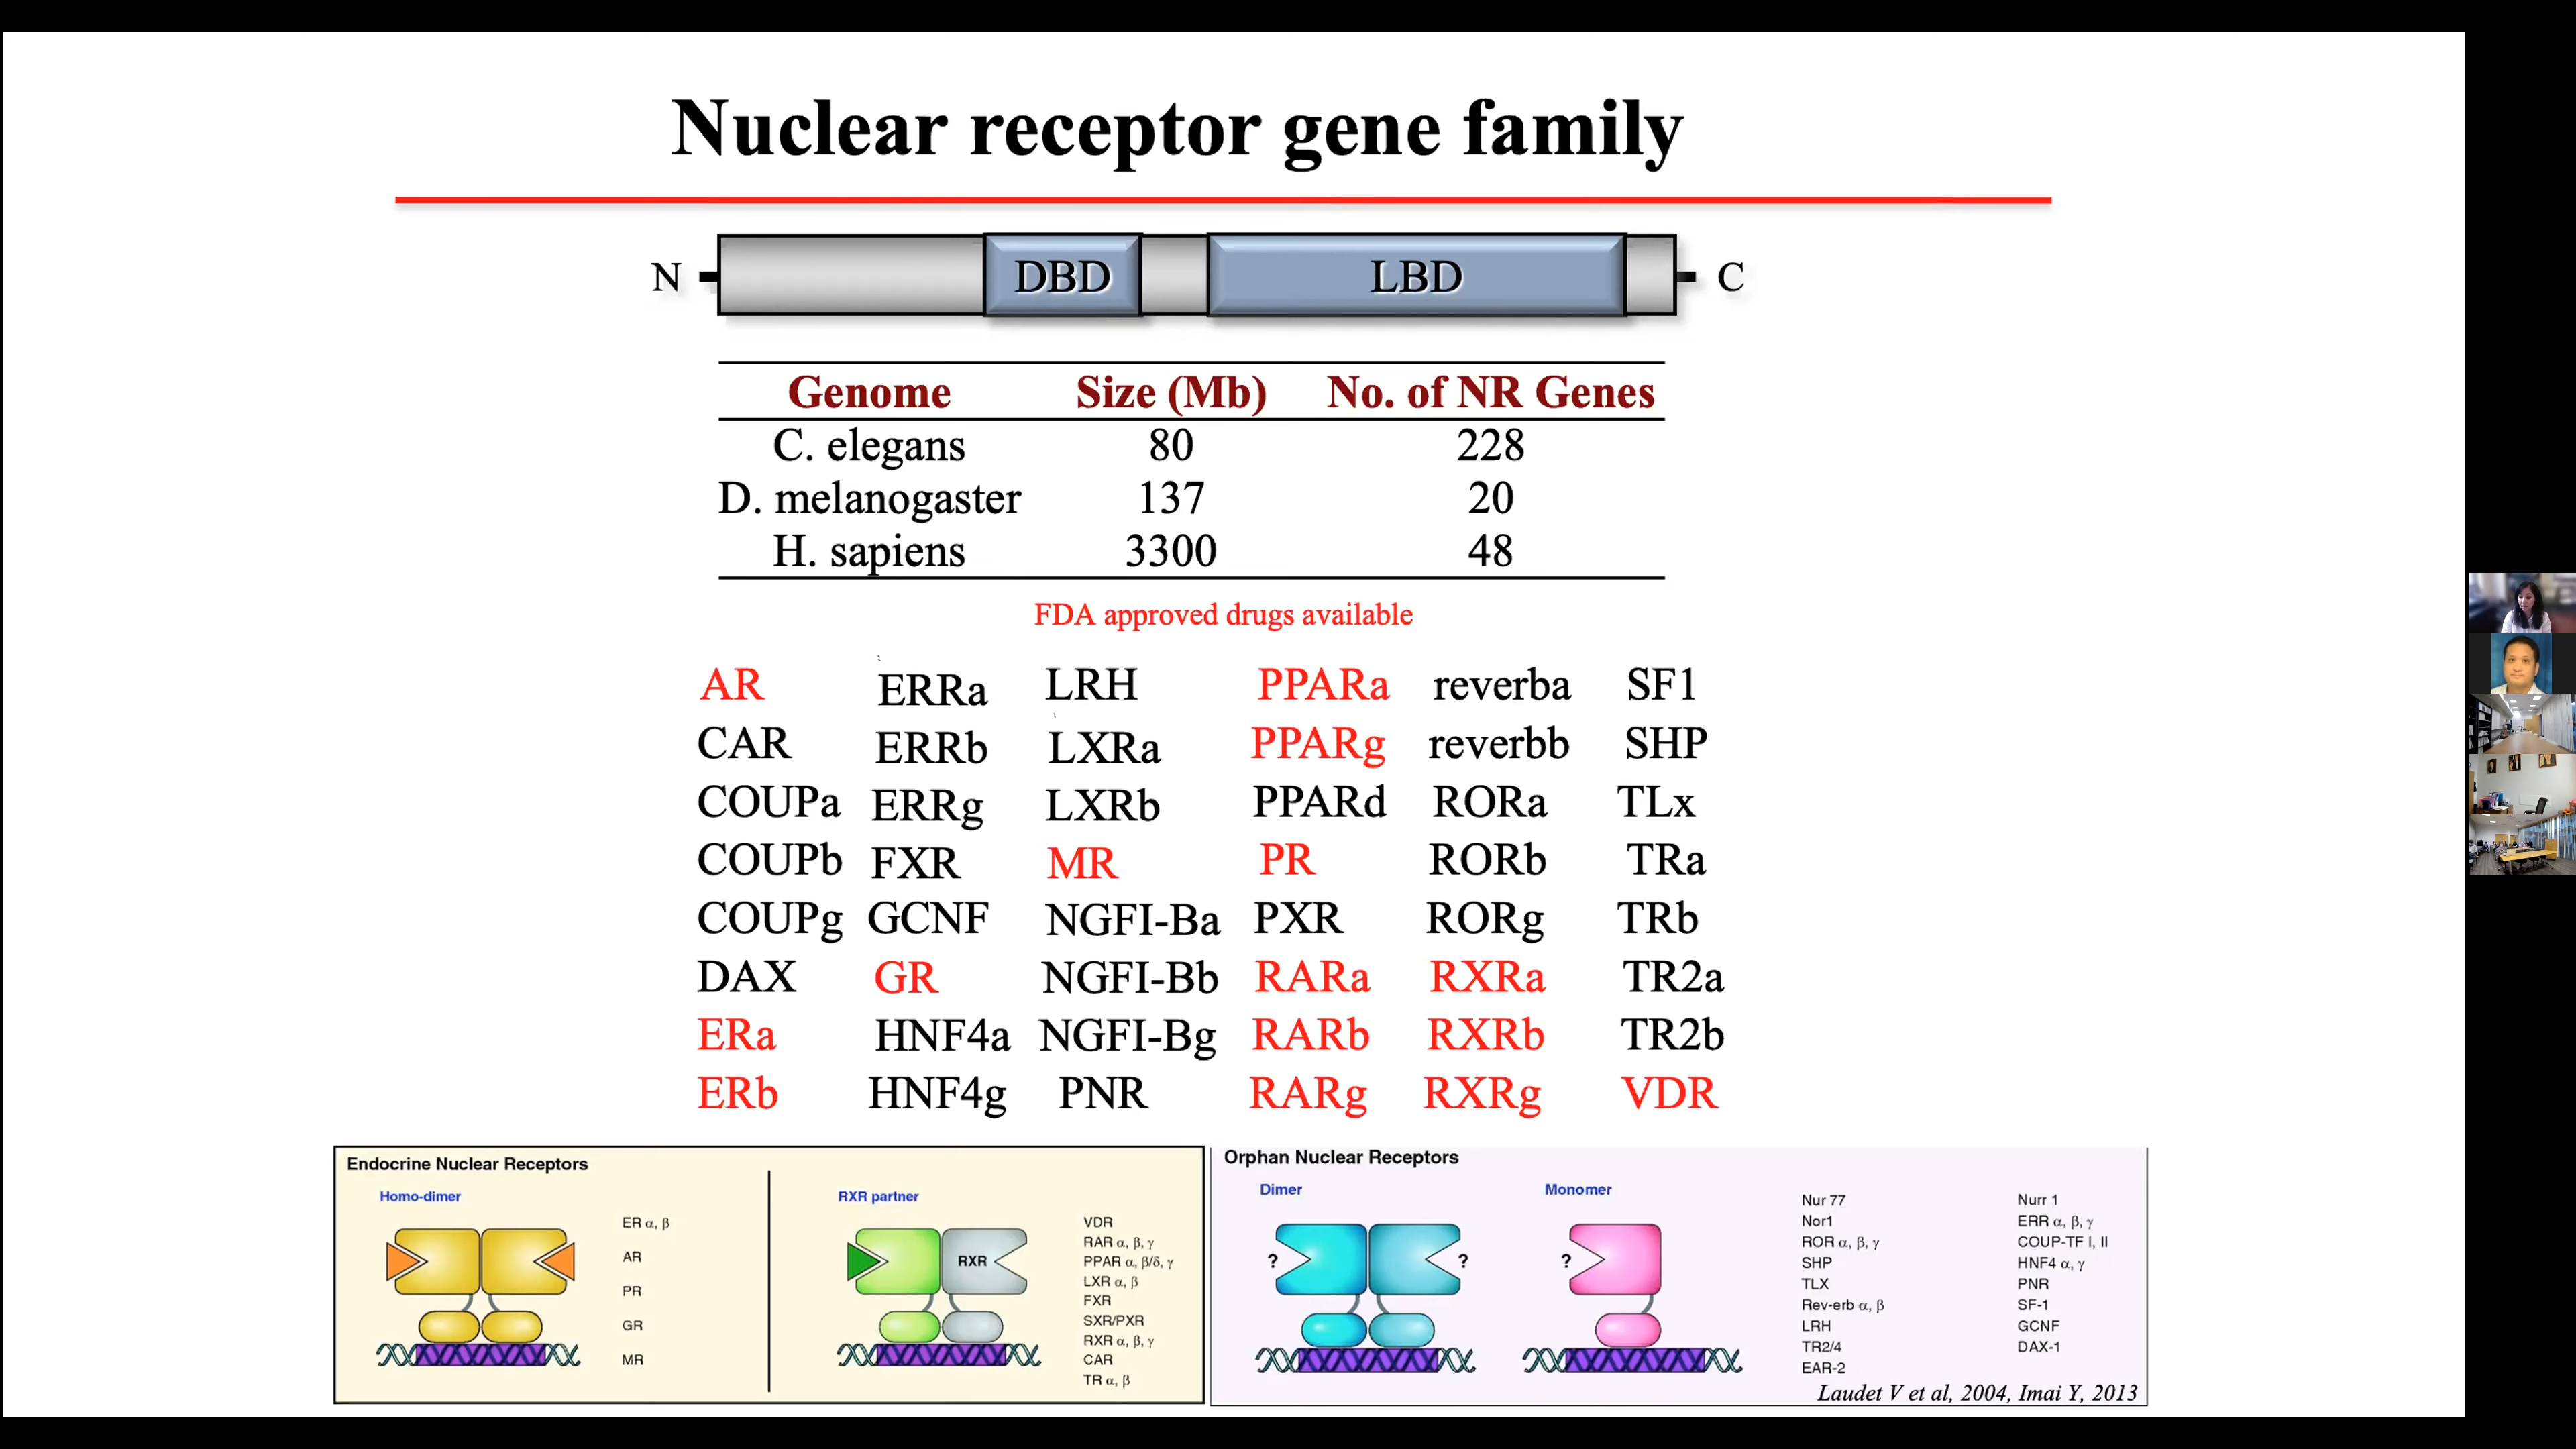 Nuclear receptor gene family
N DBD LBD C
Genome Size (Mb) No. of NR Genes
C. elegans 80 228
D. melanogaster 137 20
H. sapiens 3300 48
FDA approved drugs available
AR ERRa LRH PPARa reverba SF1
CAR ERRb LXRa PPARg reverbb SHP
COUPa ERRg LXRb PPARd RORa TLx
COUPb FXR MR PR RORb TRa
COUPg GCNF NGFI-Ba PXR RORg TRb
DAX GR NGFI-Bb RARa RXRa TR2a
ERa HNF4a NGFI-Bg RARb RXRb TR2b
ERb HNF4g PNR RARg RXRg VDR
Endocrine Nuclear Receptors
Homo-dimer
ER α, β
AR
PR
GR
MR
RXR partner
RXR
VDR
RAR α, β, γ
PPAR α, β/δ, γ
LXR α, β
FXR
SXR/PXR
RXR α, β, γ
CAR
TR α, β
Orphan Nuclear Receptors
Dimer
? ?
Monomer
?
Nur 77
Nor1
ROR α, β, γ
SHP
TLX
Rev-erb α, β
LRH
TR2/4
EAR-2
Nurr 1
ERR α, β, γ
COUP-TF I, II
HNF4 α, γ
PNR
SF-1
GCNF
DAX-1
Laudet V et al, 2004, Imai Y, 2013